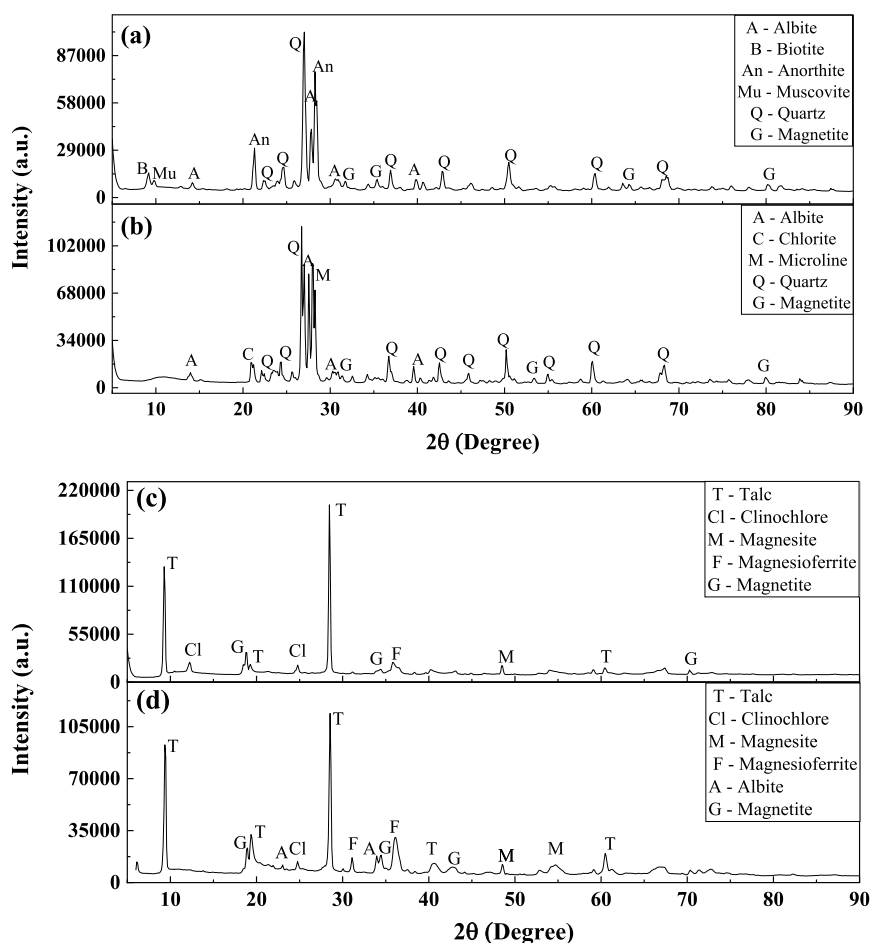 (a)
A - Albite
B - Biotite
An - Anorthite
Mu - Muscovite
Q - Quartz
G - Magnetite
87000
58000
29000
0
Q
An
A
An
B
Mu
A
Q
Q
A
G
G
Q
A
Q
Q
Q
G
Q
G
Intensity (a.u.)
(b)
A - Albite
C - Chlorite
M - Microline
Q - Quartz
G - Magnetite
102000
68000
34000
0
Q
A
M
A
C
Q
Q
A
G
Q
A
Q
Q
Q
G
Q
Q
Q
G
10 20 30 40 50 60 70 80 90
2θ (Degree)
(c)
T - Talc
Cl - Clinochlore
M - Magnesite
F - Magnesioferrite
G - Magnetite
220000
165000
110000
55000
0
T
T
Cl
G
T
Cl
G
F
M
T
G
Intensity (a.u.)
(d)
T - Talc
Cl - Clinochlore
M - Magnesite
F - Magnesioferrite
A - Albite
G - Magnetite
105000
70000
35000
0
T
T
G
T
A
Cl
F
A
G
F
T
G
M
M
T
10 20 30 40 50 60 70 80 90
2θ (Degree)